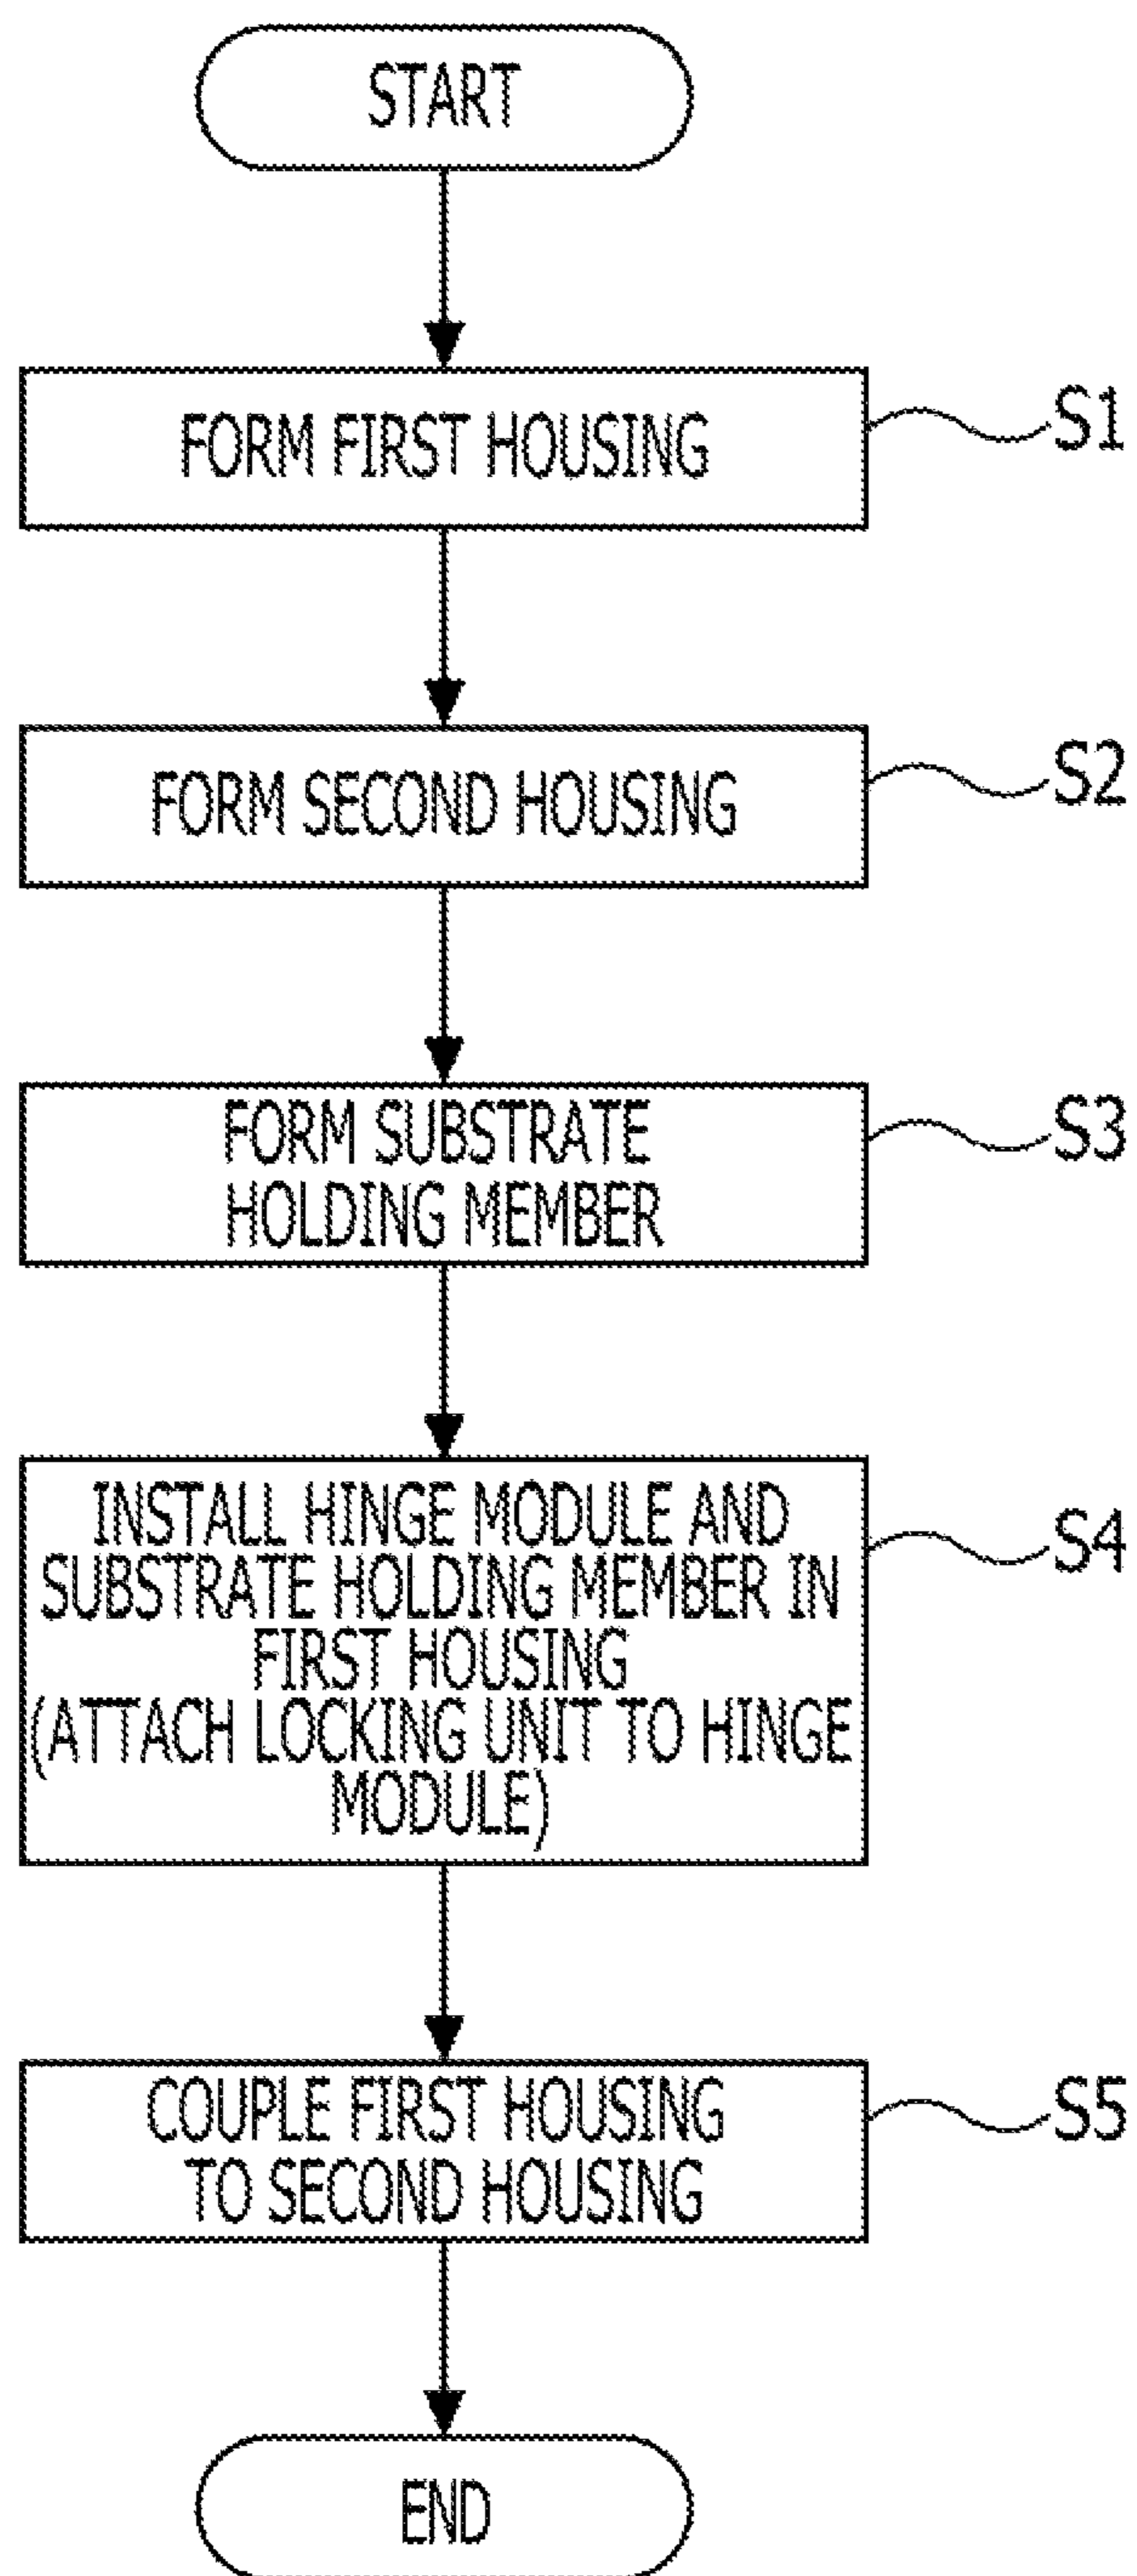 START
FORM FIRST HOUSING
S1
FORM SECOND HOUSING
S2
FORM SUBSTRATE
HOLDING MEMBER
S3
INSTALL HINGE MODULE AND
SUBSTRATE HOLDING MEMBER IN
FIRST HOUSING
(ATTACH LOCKING UNIT TO HINGE
MODULE)
S4
COUPLE FIRST HOUSING
TO SECOND HOUSING
S5
END